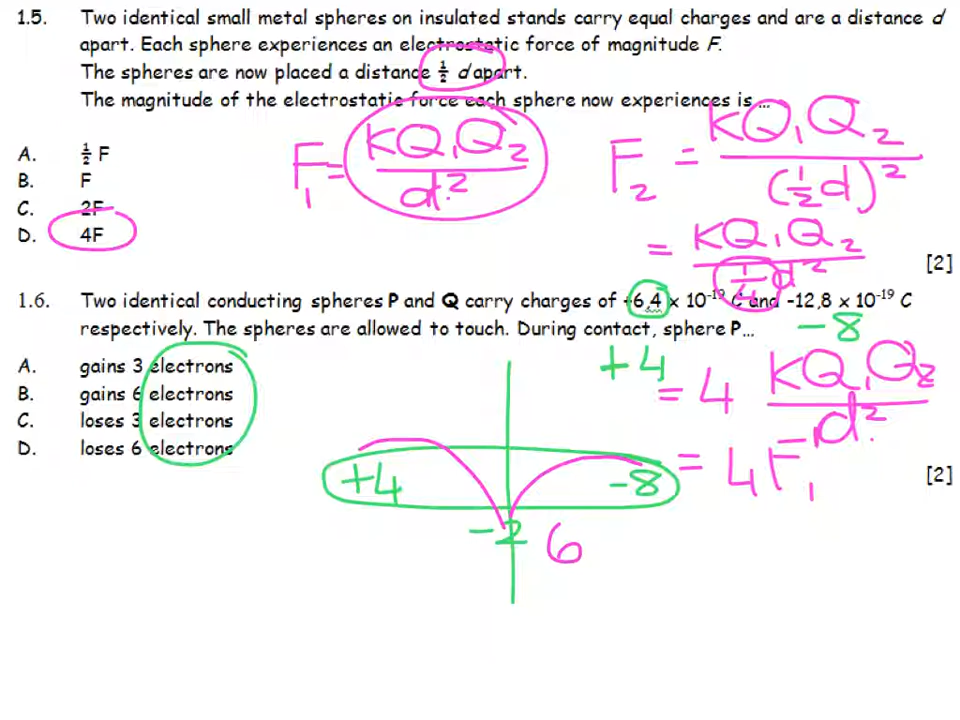 1.5. Two identical small metal spheres on insulated stands carry equal charges and are a distance d
apart. Each sphere experiences an electrostatic force of magnitude F.
The spheres are now placed a distance ½ d apart.
The magnitude of the electrostatic force each sphere now experiences is...
A. ½ F
B. F
C. 2F
D. 4F
[2]
F₁ = kQ₁Q₂ / d²
F₂ = kQ₁Q₂ / (½d)²
= kQ₁Q₂ / ¼d²
= 4 kQ₁Q₂ / d²
= 4F₁
1.6. Two identical conducting spheres P and Q carry charges of +6,4 x 10⁻¹⁹ C and -12,8 x 10⁻¹⁹ C
respectively. The spheres are allowed to touch. During contact, sphere P...
+4 -8
A. gains 3 electrons
B. gains 6 electrons
C. loses 3 electrons
D. loses 6 electrons
[2]
+4 -8
-2 6